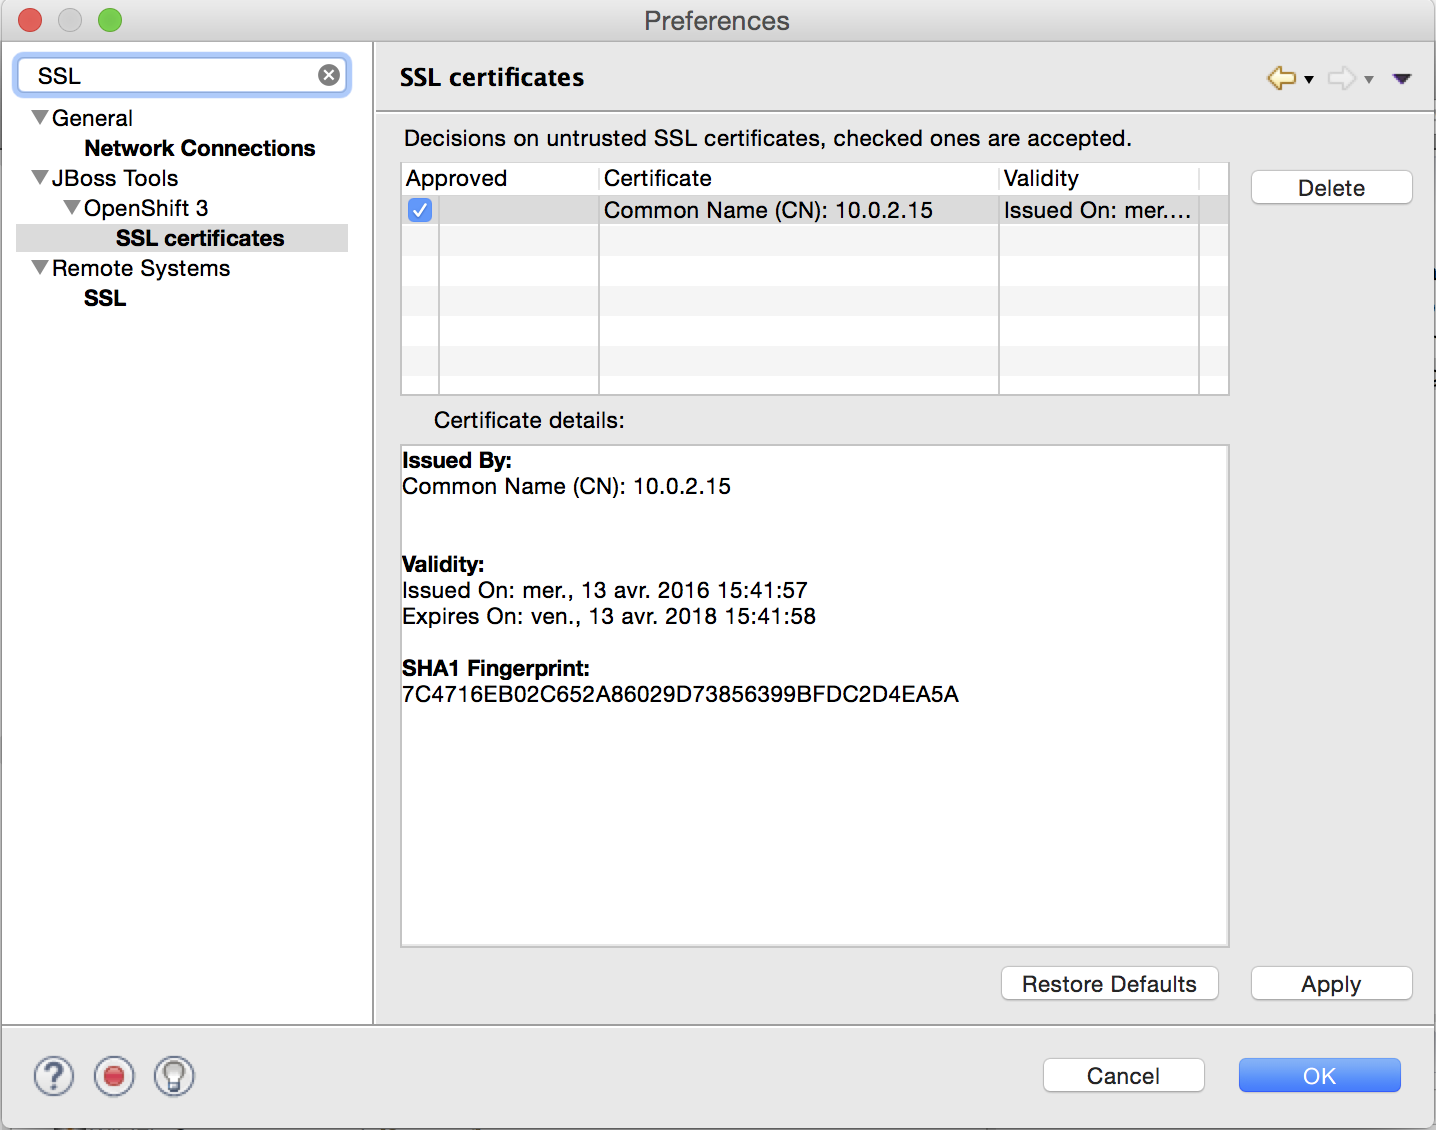 Preferences
SSL
General
Network Connections
JBoss Tools
OpenShift 3
SSL certificates
Remote Systems
SSL
SSL certificates
Decisions on untrusted SSL certificates, checked ones are accepted.
Approved Certificate Validity
Common Name (CN): 10.0.2.15 Issued On: mer....
Delete
Certificate details:
Issued By:
Common Name (CN): 10.0.2.15
Validity:
Issued On: mer., 13 avr. 2016 15:41:57
Expires On: ven., 13 avr. 2018 15:41:58
SHA1 Fingerprint:
7C4716EB02C652A86029D73856399BFDC2D4EA5A
Restore Defaults Apply
Cancel OK